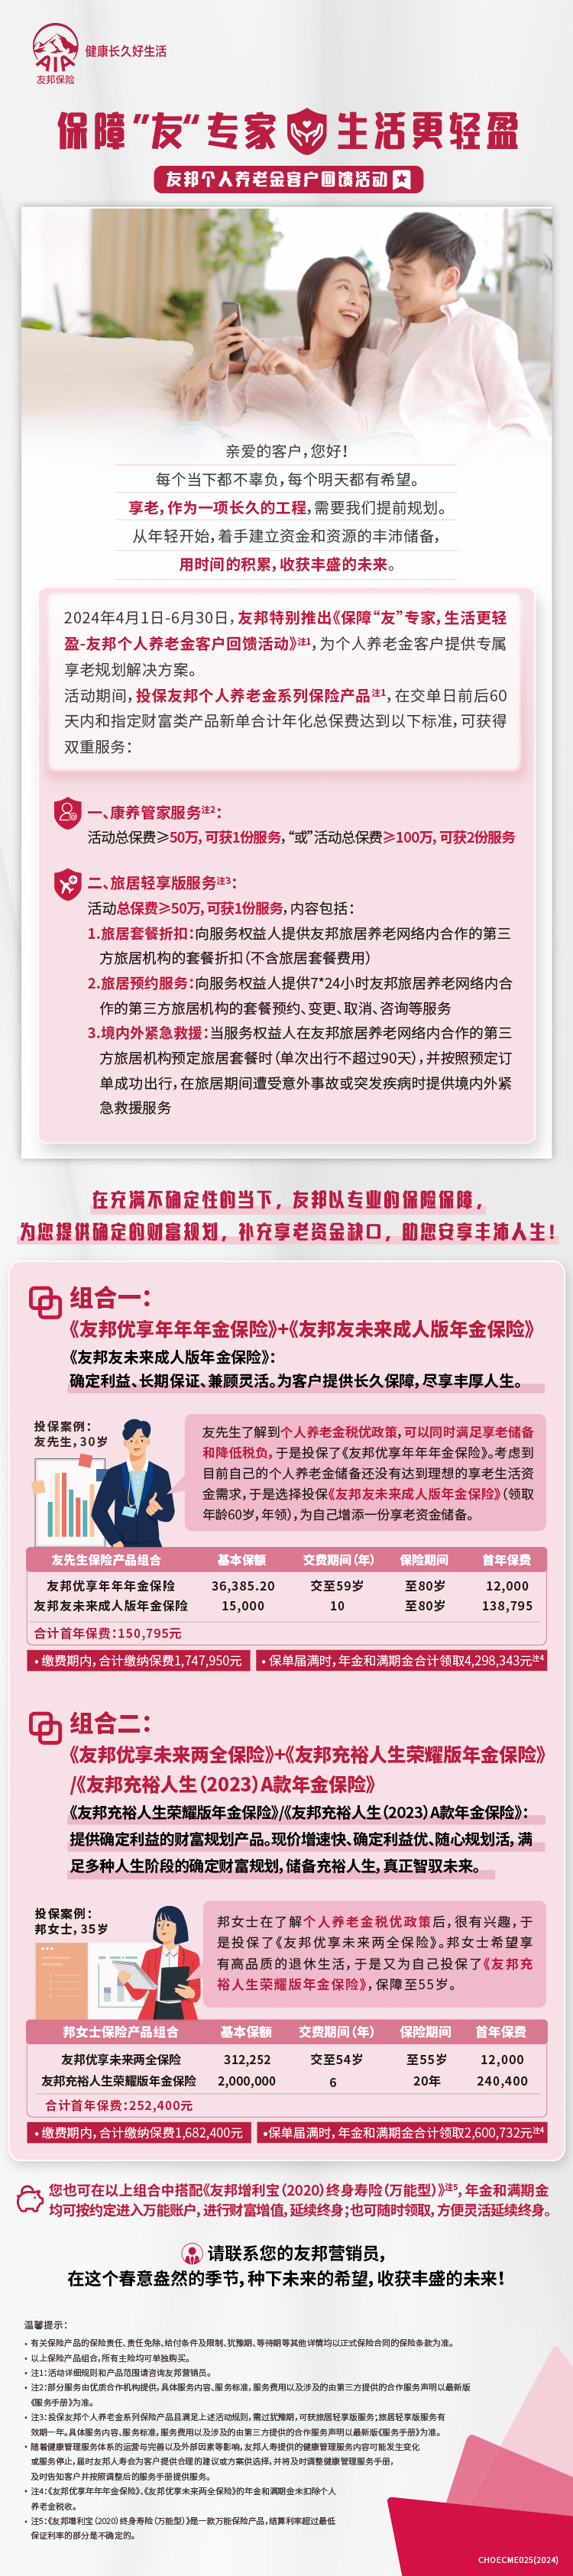 AIA
友邦保险
健康长久好生活
保障”友“专家 生活更轻盈
友邦个人养老金客户回馈活动
亲爱的客户，您好！
每个当下都不辜负，每个明天都有希望。
享老，作为一项长久的工程，需要我们提前规划。
从年轻开始，着手建立资金和资源的丰沛储备，
用时间的积累，收获丰盛的未来。
2024年4月1日-6月30日，友邦特别推出《保障“友”专家，生活更轻
盈-友邦个人养老金客户回馈活动》注1，为个人养老金客户提供专属
享老规划解决方案。
活动期间，投保友邦个人养老金系列保险产品注1，在交单日前后60
天内和指定财富类产品新单合计年化总保费达到以下标准，可获得
双重服务：
一、康养管家服务注2：
活动总保费≥50万，可获1份服务，“或”活动总保费≥100万，可获2份服务
二、旅居轻享版服务注3：
活动总保费≥50万，可获1份服务，内容包括：
1.旅居套餐折扣：向服务权益人提供友邦旅居养老网络内合作的第三
方旅居机构的套餐折扣（不含旅居套餐费用）
2.旅居预约服务：向服务权益人提供7*24小时友邦旅居养老网络内合
作的第三方旅居机构的套餐预约、变更、取消、咨询等服务
3.境内外紧急救援：当服务权益人在友邦旅居养老网络内合作的第三
方旅居机构预定旅居套餐时（单次出行不超过90天），并按照预定订
单成功出行，在旅居期间遭受意外事故或突发疾病时提供境内外紧
急救援服务
在充满不确定性的当下，友邦以专业的保险保障，
为您提供确定的财富规划，补充享老资金缺口，助您安享丰沛人生！
组合一：
《友邦优享年年年金保险》+《友邦友未来成人版年金保险》
《友邦友未来成人版年金保险》：
确定利益、长期保证、兼顾灵活。为客户提供长久保障，尽享丰厚人生。
投保案例：
友先生，30岁
友先生了解到个人养老金税优政策，可以同时满足享老储备
和降低税负，于是投保了《友邦优享年年年金保险》。考虑到
目前自己的个人养老金储备还没有达到理想的享老生活资
金需求，于是选择投保《友邦友未来成人版年金保险》（领取
年龄60岁，年领），为自己增添一份享老资金储备。
友先生保险产品组合 基本保额 交费期间（年） 保险期间 首年保费
友邦优享年年年金保险 36,385.20 交至59岁 至80岁 12,000
友邦友未来成人版年金保险 15,000 10 至80岁 138,795
合计首年保费：150,795元
• 缴费期内，合计缴纳保费1,747,950元
• 保单届满时，年金和满期金合计领取4,298,343元注4
组合二：
《友邦优享未来两全保险》+《友邦充裕人生荣耀版年金保险》
/《友邦充裕人生（2023）A款年金保险》
《友邦充裕人生荣耀版年金保险》/《友邦充裕人生（2023）A款年金保险》：
提供确定利益的财富规划产品。现价增速快、确定利益优、随心规划活，满
足多种人生阶段的确定财富规划，储备充裕人生，真正智驭未来。
投保案例：
邦女士，35岁
邦女士在了解个人养老金税优政策后，很有兴趣，于
是投保了《友邦优享未来两全保险》。邦女士希望享
有高品质的退休生活，于是又为自己投保了《友邦充
裕人生荣耀版年金保险》，保障至55岁。
邦女士保险产品组合 基本保额 交费期间（年） 保险期间 首年保费
友邦优享未来两全保险 312,252 交至54岁 至55岁 12,000
友邦充裕人生荣耀版年金保险 2,000,000 6 20年 240,400
合计首年保费：252,400元
• 缴费期内，合计缴纳保费1,682,400元
•保单届满时，年金和满期金合计领取2,600,732元注4
您也可在以上组合中搭配《友邦增利宝（2020）终身寿险（万能型）》注5，年金和满期金
均可按约定进入万能账户，进行财富增值，延续终身；也可随时领取，方便灵活延续终身。
请联系您的友邦营销员，
在这个春意盎然的季节，种下未来的希望，收获丰盛的未来！
温馨提示：
• 有关保险产品的保险责任、责任免除、给付条件及限制、犹豫期、等待期等其他详情均以正式保险合同的保险条款为准。
• 以上保险产品组合，所有主险均可单独购买。
• 注1：活动详细规则和产品范围请咨询友邦营销员。
• 注2：部分服务由优质合作机构提供，具体服务内容、服务标准，服务费用以及涉及的由第三方提供的合作服务声明以最新版
《服务手册》为准。
• 注3：投保友邦个人养老金系列保险产品且满足上述活动规则，需过犹豫期，可获旅居轻享版服务；旅居轻享版服务有
效期一年。具体服务内容、服务标准，服务费用以及涉及的由第三方提供的合作服务声明以最新版《服务手册》为准。
• 随着健康管理服务体系的运营与完善以及外部因素等影响，友邦人寿提供的健康管理服务内容可能发生变化
或服务停止，届时友邦人寿会为客户提供合理的建议或方案供选择，并将及时调整健康管理服务手册，
及时告知客户并按照调整后的服务手册提供服务。
• 注4：《友邦优享年年年金保险》、《友邦优享未来两全保险》的年金和满期金未扣除个人
养老金税收。
• 注5：《友邦增利宝（2020）终身寿险（万能型）》是一款万能保险产品，结算利率超过最低
保证利率的部分是不确定的。
CHOECME025(2024)